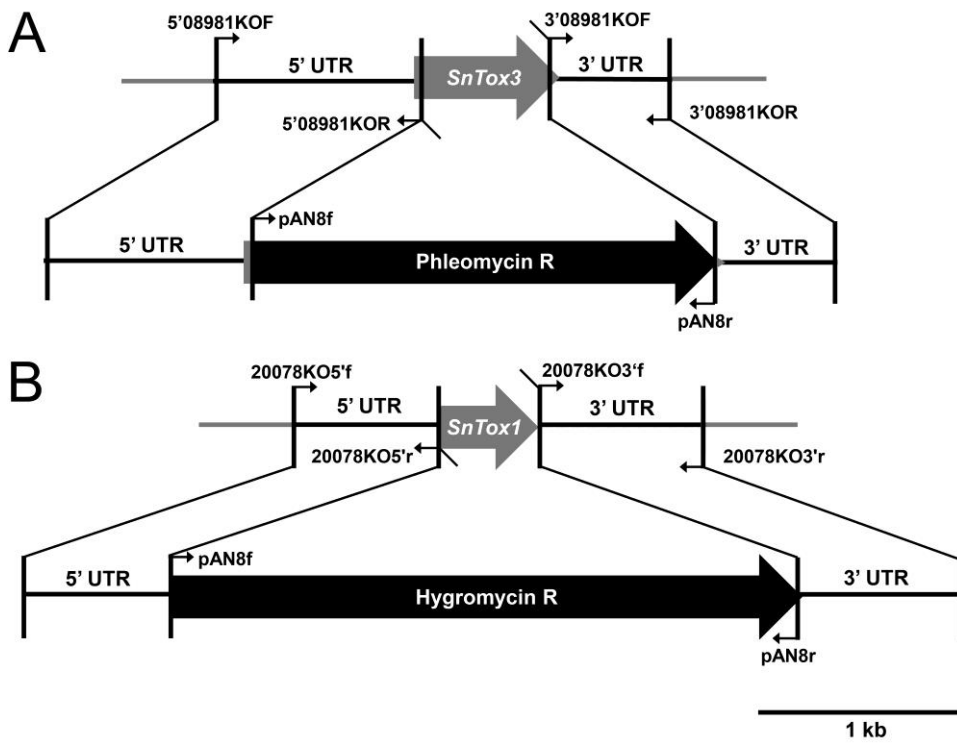 A
5'08981KOF
3'08981KOF
5’ UTR
SnTox3
3’ UTR
5'08981KOR
3'08981KOR
pAN8f
5’ UTR
Phleomycin R
3’ UTR
pAN8r
B
20078KO5'f
20078KO3‘f
5’ UTR
SnTox1
3’ UTR
20078KO5'r
20078KO3'r
pAN8f
5’ UTR
Hygromycin R
3’ UTR
pAN8r
1 kb